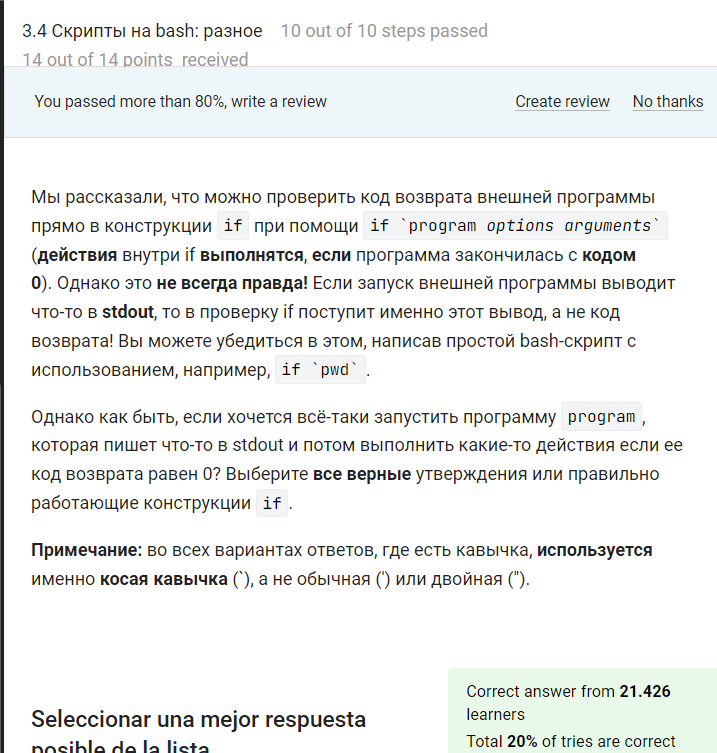 3.4 Скрипты на bash: разное 10 out of 10 steps passed
14 out of 14 points received
You passed more than 80%, write a review Create review No thanks
Мы рассказали, что можно проверить код возврата внешней программы
прямо в конструкции if при помощи if `program options arguments`
(действия внутри if выполнятся, если программа закончилась с кодом
0). Однако это не всегда правда! Если запуск внешней программы выводит
что-то в stdout, то в проверку if поступит именно этот вывод, а не код
возврата! Вы можете убедиться в этом, написав простой bash-скрипт с
использованием, например, if `pwd`.
Однако как быть, если хочется всё-таки запустить программу program,
которая пишет что-то в stdout и потом выполнить какие-то действия если ее
код возврата равен 0? Выберите все верные утверждения или правильно
работающие конструкции if.
Примечание: во всех вариантах ответов, где есть кавычка, используется
именно косая кавычка (`), а не обычная (') или двойная (").
Correct answer from 21.426
learners
Total 20% of tries are correct
Seleccionar una mejor respuesta
posible de la lista